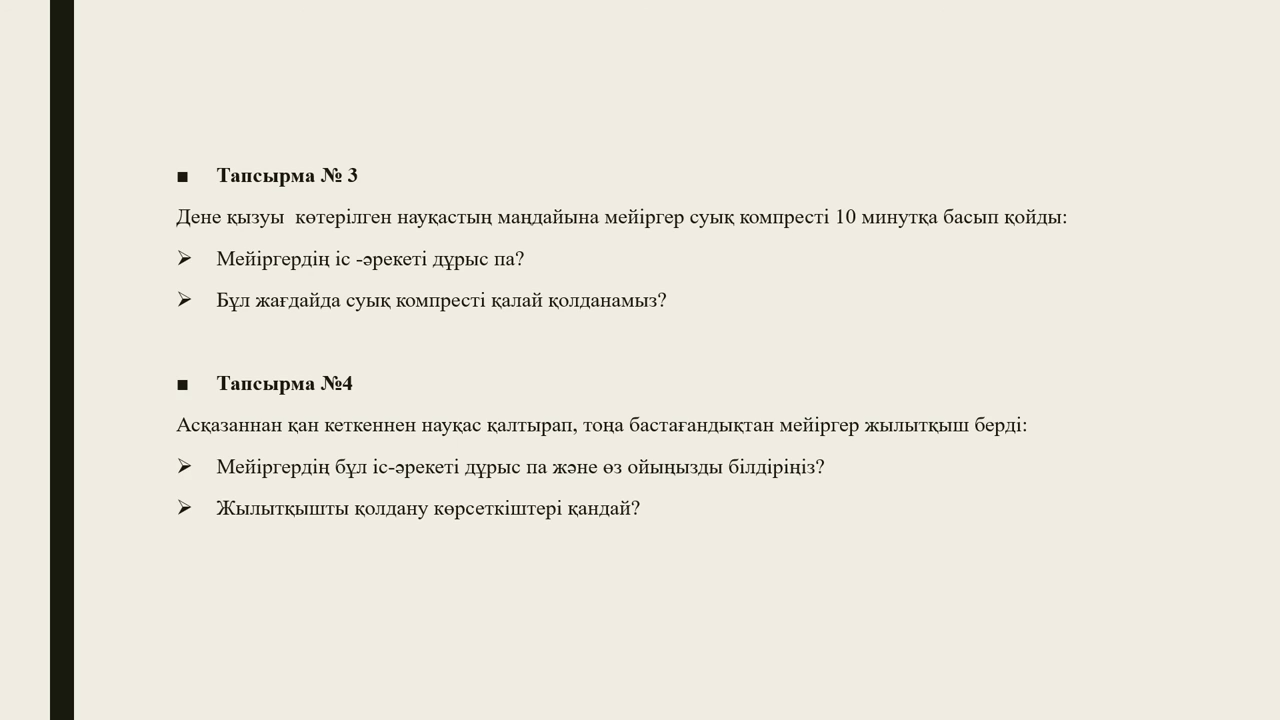 ■ Тапсырма № 3
Дене қызуы  көтерілген науқастың маңдайына мейіргер суық компресті 10 минутқа басып қойды:
➢ Мейіргердің іс -әрекеті дұрыс па?
➢ Бұл жағдайда суық компресті қалай қолданамыз?
■ Тапсырма №4
Асқазаннан қан кеткеннен науқас қалтырап, тоңа бастағандықтан мейіргер жылытқыш берді:
➢ Мейіргердің бұл іс-әрекеті дұрыс па және өз ойыңызды білдіріңіз?
➢ Жылытқышты қолдану көрсеткіштері қандай?